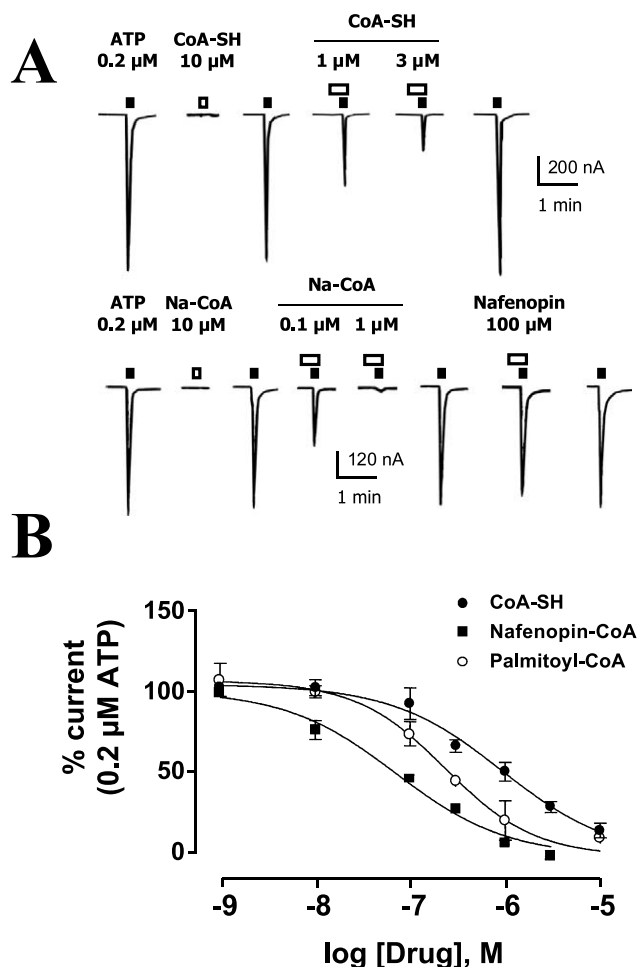 A
CoA-SH
ATP CoA-SH
0.2 µM 10 µM 1 µM 3 µM
200 nA
1 min
Na-CoA
ATP Na-CoA Nafenopin
0.2 µM 10 µM 0.1 µM 1 µM 100 µM
120 nA
1 min
B
150
100
50
0
% current
(0.2 µM ATP)
CoA-SH
Nafenopin-CoA
Palmitoyl-CoA
-9 -8 -7 -6 -5
log [Drug], M